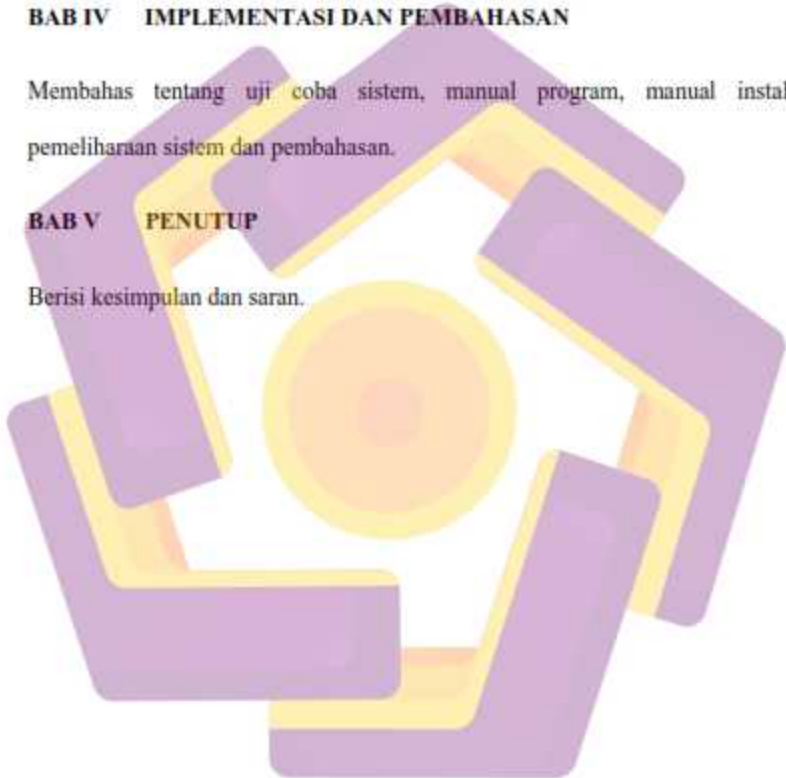 BAB IV IMPLEMENTASI DAN PEMBAHASAN
Membahas tentang uji coba sistem, manual program, manual
pemeliharaan sistem dan pembahasan.
BAB V PENUTUP
Berisi kesimpulan dan saran.